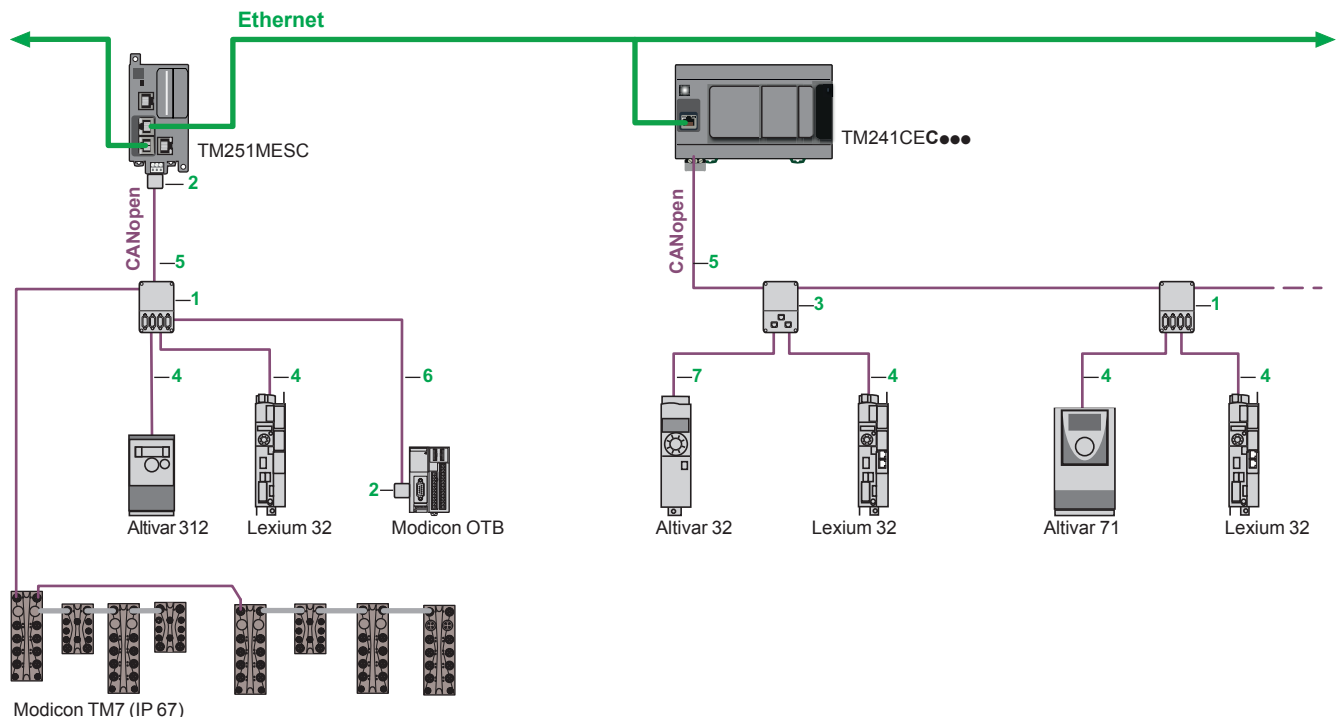 Ethernet
TM251MESC
TM241CEC●●●
2
CANopen
CANopen
5
5
1
3
1
4
4
6
7
4
4
4
2
Altivar 312
Lexium 32
Modicon OTB
Altivar 32
Lexium 32
Altivar 71
Lexium 32
Modicon TM7 (IP 67)